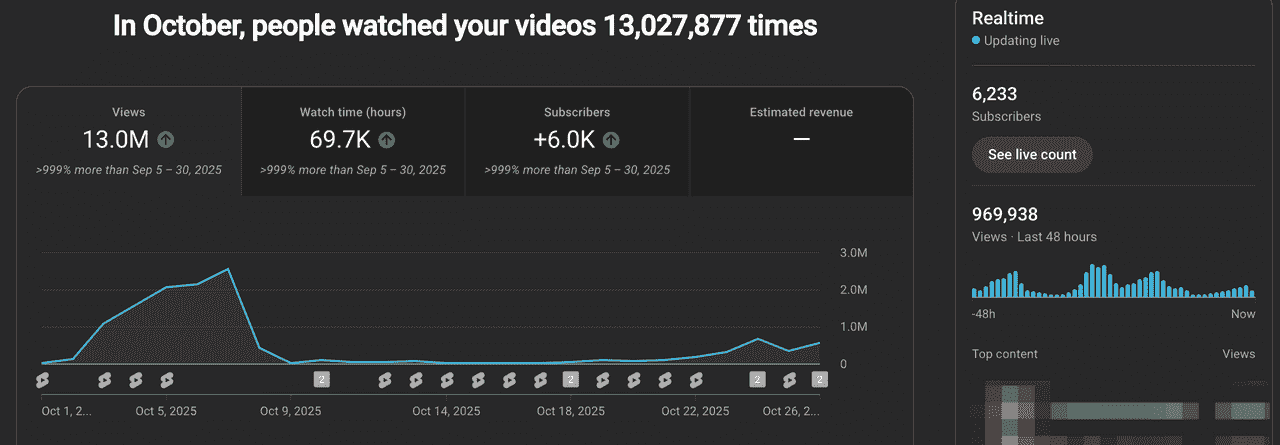 In October, people watched your videos 13,027,877 times
Views
13.0M
>999% more than Sep 5 – 30, 2025
Watch time (hours)
69.7K
>999% more than Sep 5 – 30, 2025
Subscribers
+6.0K
>999% more than Sep 5 – 30, 2025
Estimated revenue
—
3.0M
2.0M
1.0M
0
2
2
2
2
Oct 1, 2...
Oct 5, 2025
Oct 9, 2025
Oct 14, 2025
Oct 18, 2025
Oct 22, 2025
Oct 26, 2...
Realtime
Updating live
6,233
Subscribers
See live count
969,938
Views · Last 48 hours
-48h
Now
Top content
Views